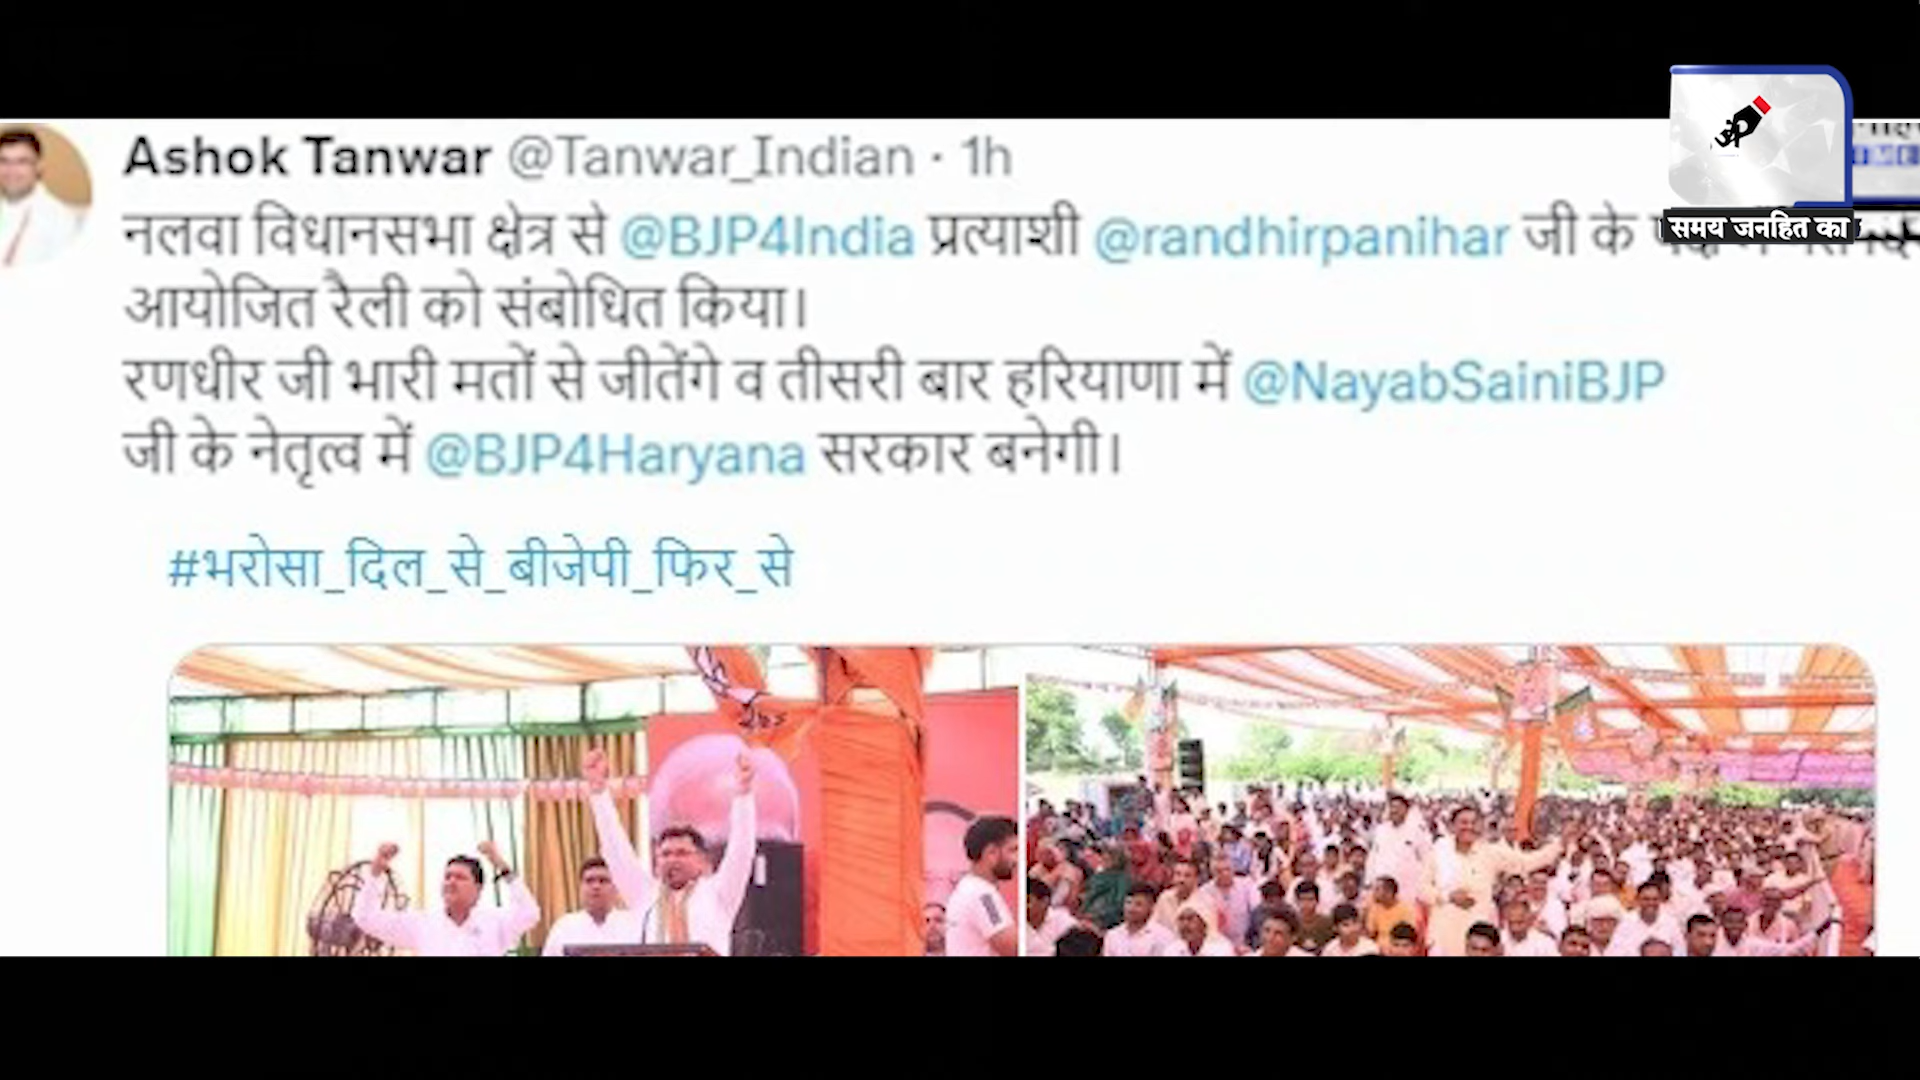 Ashok Tanwar @Tanwar_Indian · 1h
नलवा विधानसभा क्षेत्र से @BJP4India प्रत्याशी @randhirpanihar जी के
आयोजित रैली को संबोधित किया।
रणधीर जी भारी मतों से जीतेंगे व तीसरी बार हरियाणा में @NayabSainiBJP
जी के नेतृत्व में @BJP4Haryana सरकार बनेगी।
#भरोसा_दिल_से_बीजेपी_फिर_से
समय जनहित का